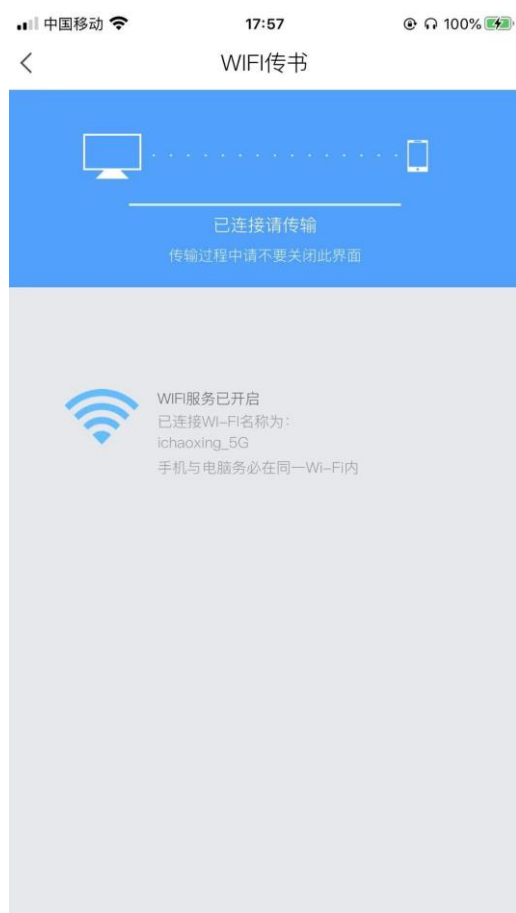 中国移动 17:57 100%
WIFI传书
已连接请传输
传输过程中请不要关闭此界面
WIFI服务已开启
已连接WI-FI名称为:
ichaoxing_5G
手机与电脑务必在同一Wi-Fi内